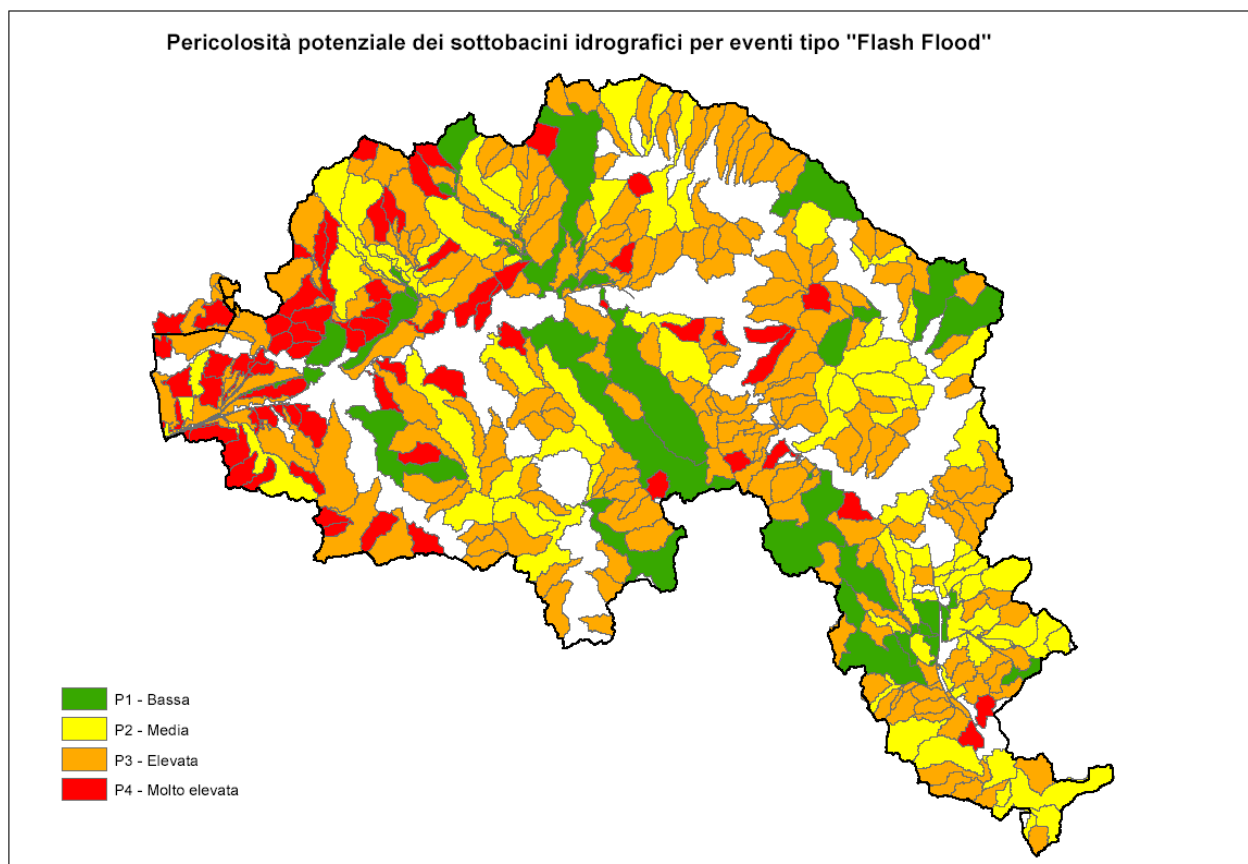 Pericolosità potenziale dei sottobacini idrografici per eventi tipo "Flash Flood"
P1 - Bassa
P2 - Media
P3 - Elevata
P4 - Molto elevata